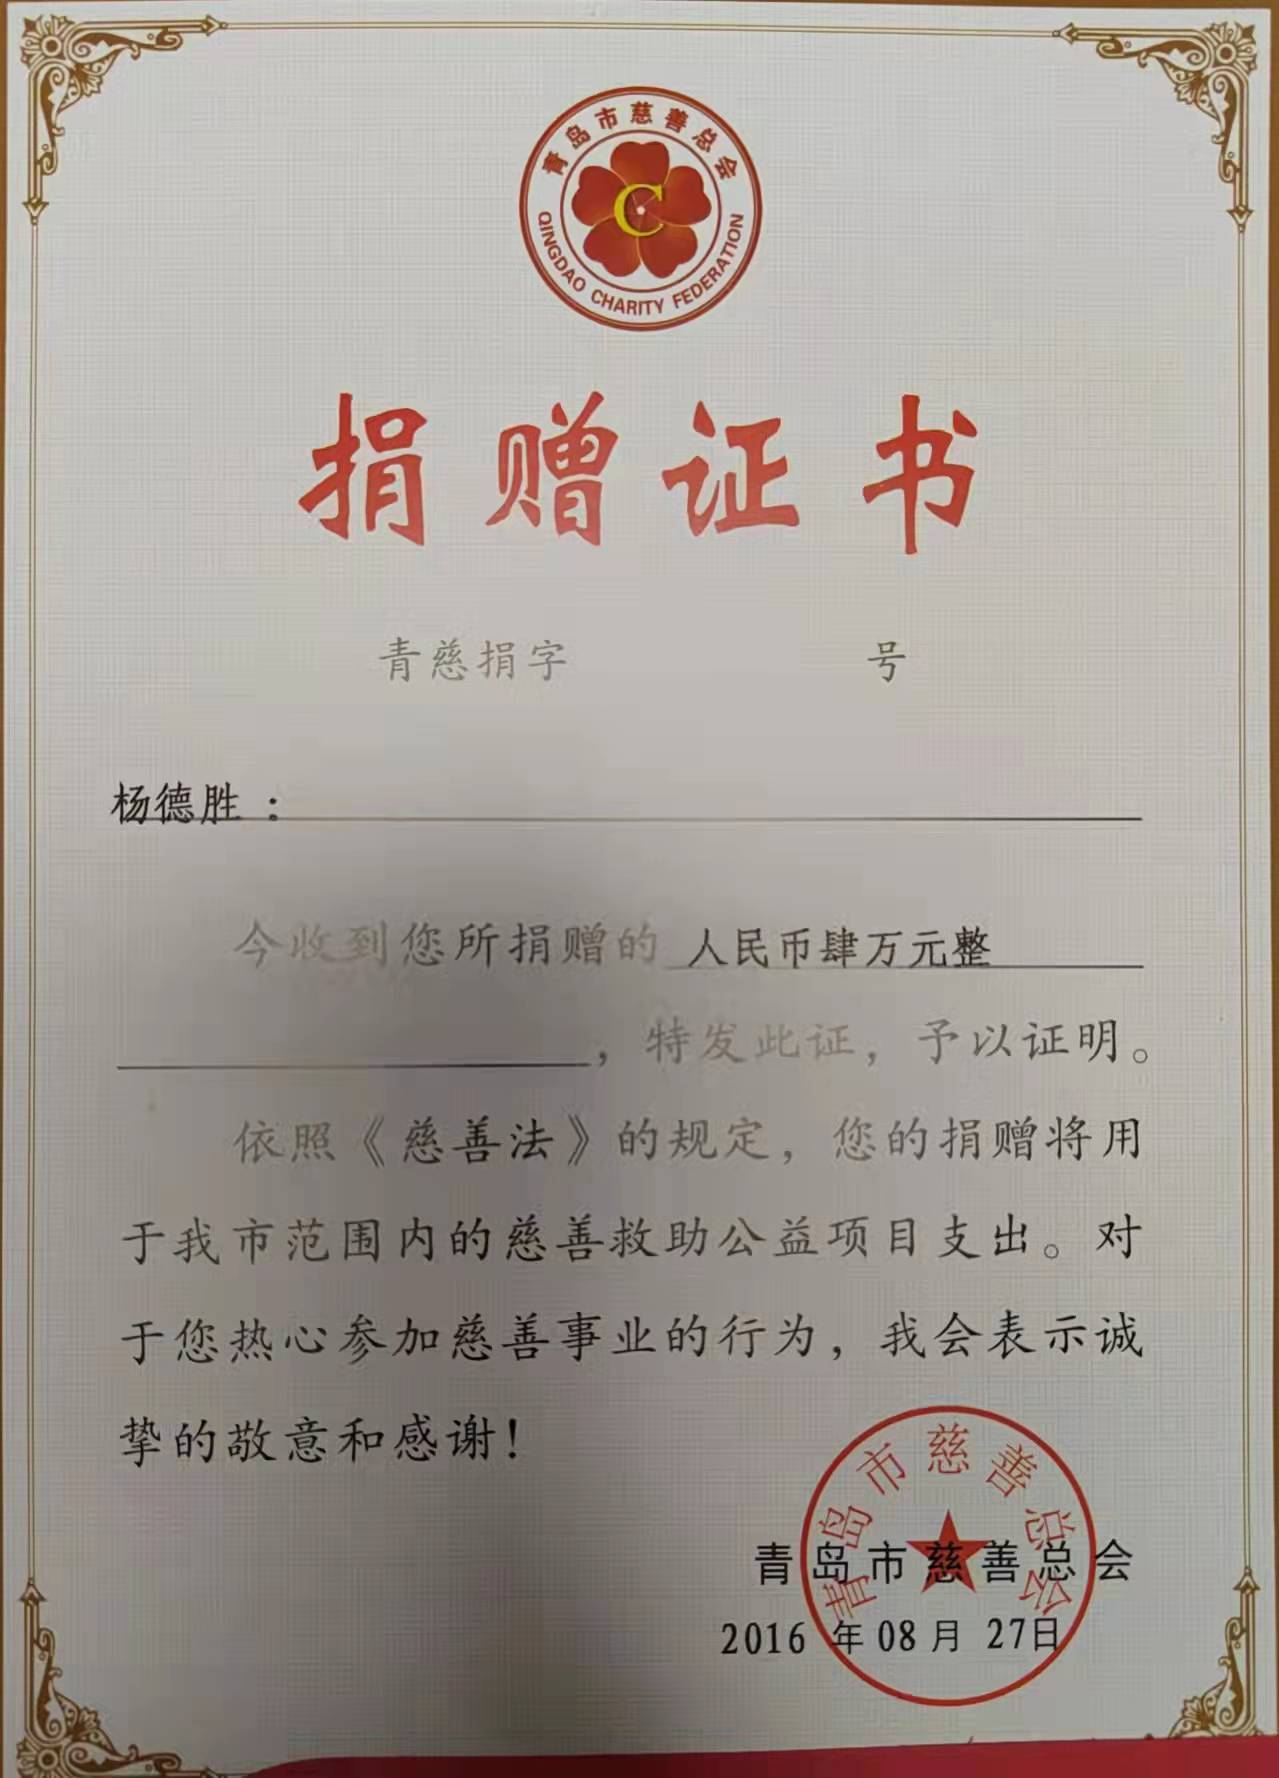 青岛市慈善总会
C
QINGDAO CHARITY FEDERATION
捐赠证书
青慈捐字 号
杨德胜：
今收到您所捐赠的 人民币肆万元整
，特发此证，予以证明。
依照《慈善法》的规定，您的捐赠将用
于我市范围内的慈善救助公益项目支出。对
于您热心参加慈善事业的行为，我会表示诚
挚的敬意和感谢！
青岛市慈善总会
青岛市慈善总会
2016 年 08 月 27日